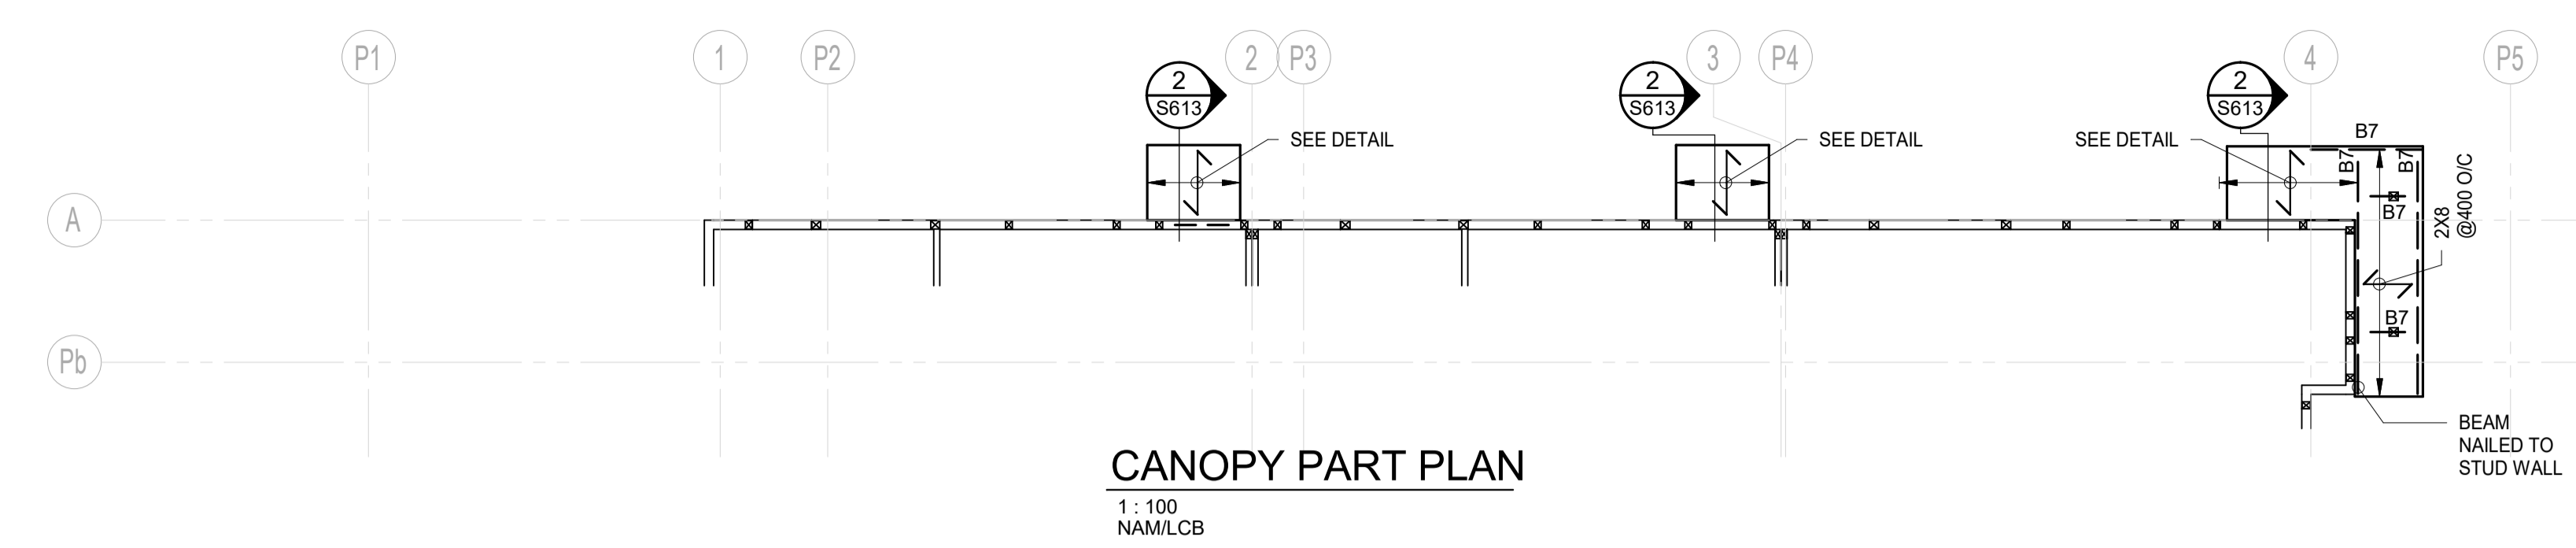 P1
1
P2
2
P3
3
P4
4
P5
2
S613
2
S613
2
S613
SEE DETAIL
SEE DETAIL
SEE DETAIL
B7
B7
B7
B7
2X8
@400 O/C
A
B7
Pb
BEAM
NAILED TO
STUD WALL
CANOPY PART PLAN
1 : 100
NAM/LCB